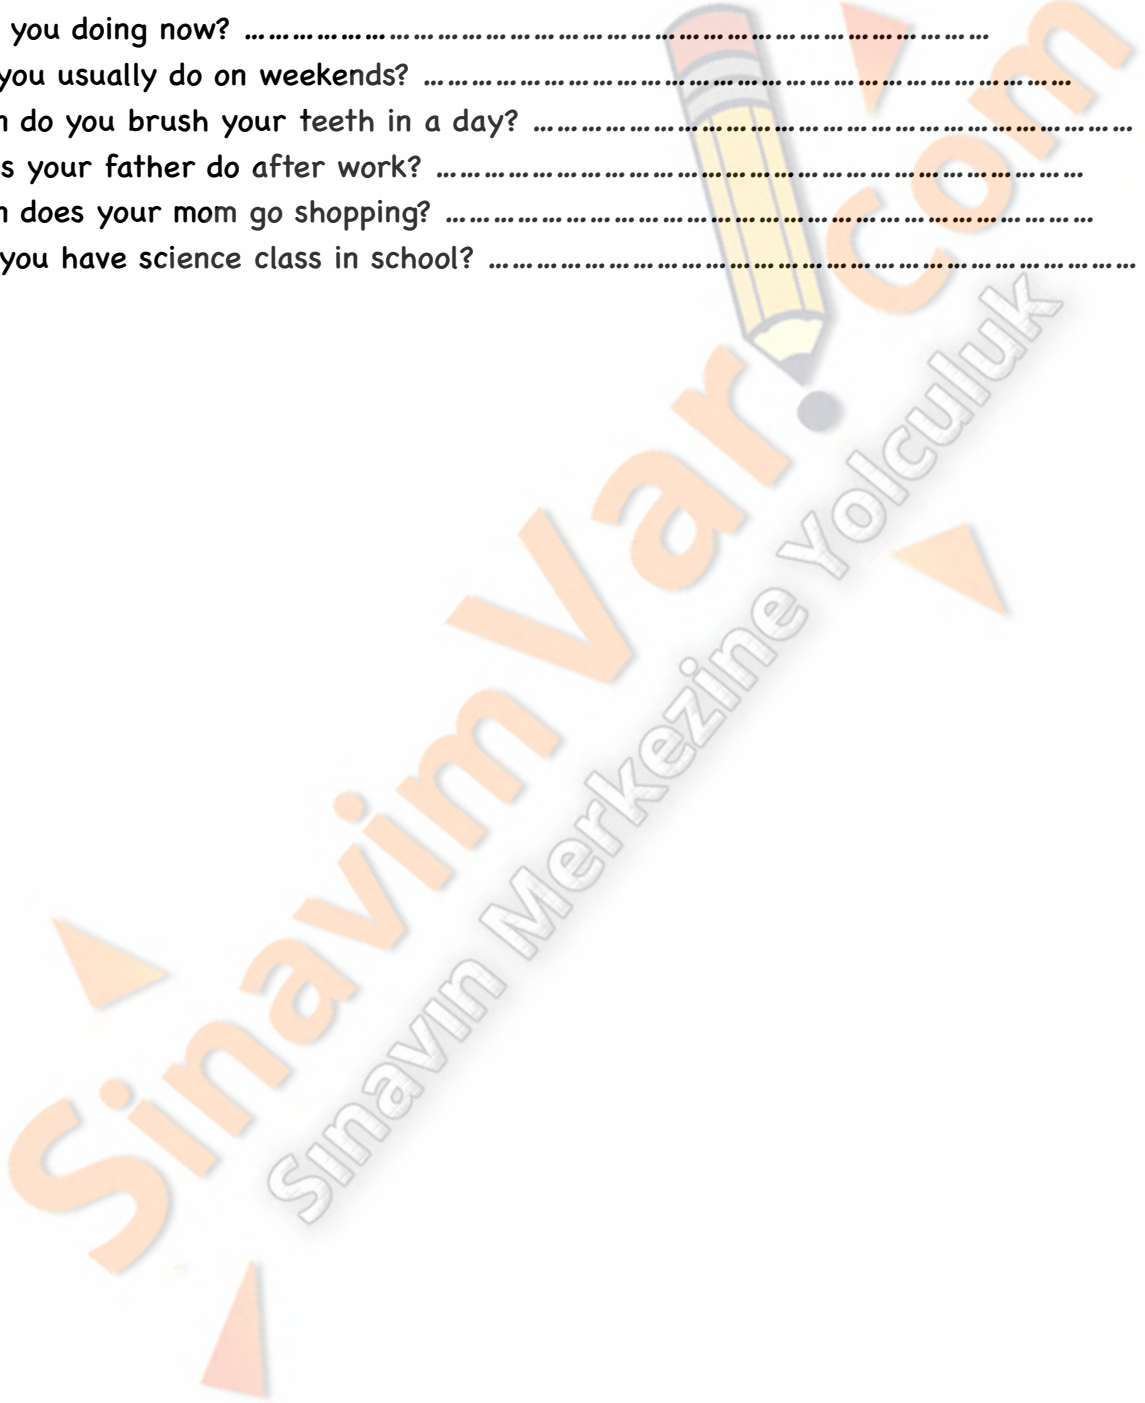 you doing now? ……………………………………………………………………………
you usually do on weekends? …………………………………………………………………
n do you brush your teeth in a day? …………………………………………………………………
s your father do after work? …………………………………………………………………
n does your mom go shopping? …………………………………………………………………
you have science class in school? …………………………………………………………………
SinavimVar.Com
Sınavın Merkezine Yolculuk